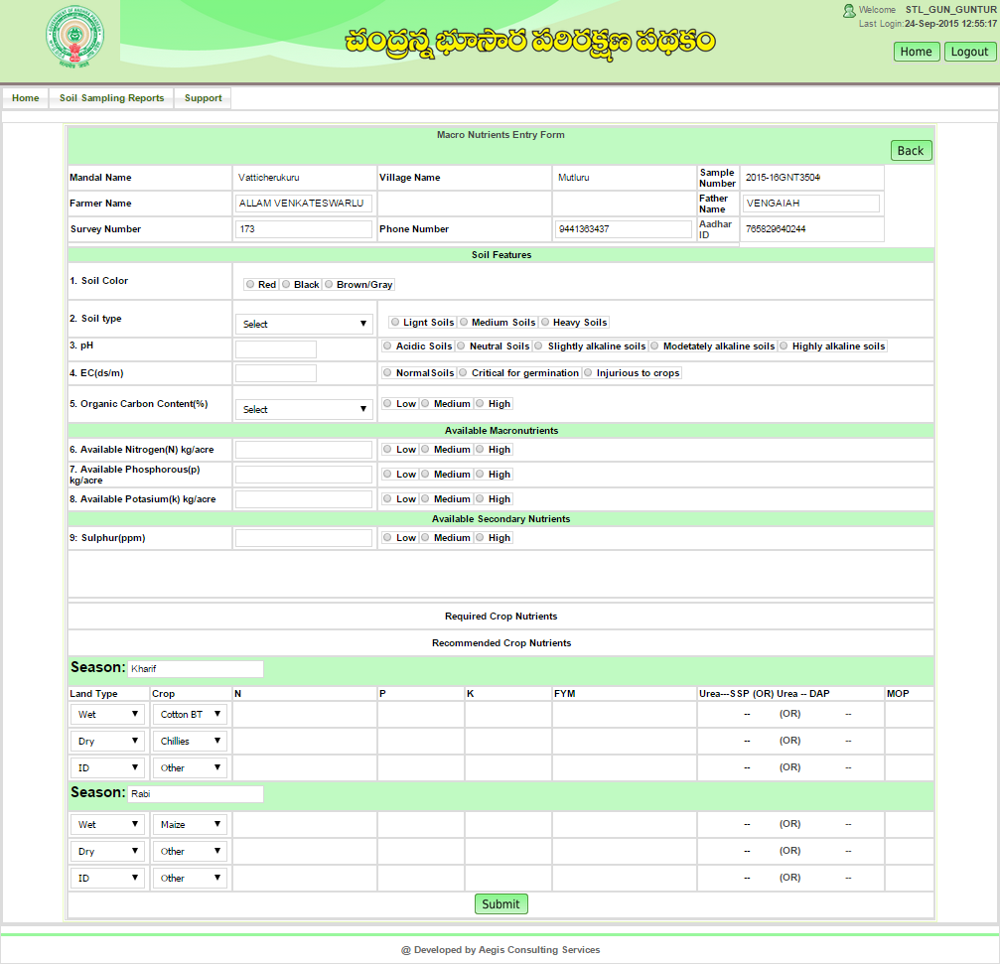 Welcome STL_GUN_GUNTUR
Last Login:24-Sep-2015 12:55:17
చంద్రన్న భూసార పరిరక్షణ పథకం
Home Logout
Home Soil Sampling Reports Support
Macro Nutrients Entry Form
Back
Mandal Name Vatticherukuru Village Name Mutluru Sample Number 2015-16GNT3504
Farmer Name ALLAM VENKATESWARLU Father Name VENGAIAH
Survey Number 173 Phone Number 9441363437 Aadhar ID 765829640244
Soil Features
1. Soil Color Red Black Brown/Gray
2. Soil type Select Lignt Soils Medium Soils Heavy Soils
3. pH Acidic Soils Neutral Soils Slightly alkaline soils Modetately alkaline soils Highly alkaline soils
4. EC(ds/m) NormalSoils Critical for germination Injurious to crops
5. Organic Carbon Content(%) Select Low Medium High
Available Macronutrients
6. Available Nitrogen(N) kg/acre Low Medium High
7. Available Phosphorous(p) kg/acre Low Medium High
8. Available Potasium(k) kg/acre Low Medium High
Available Secondary Nutrients
9: Sulphur(ppm) Low Medium High
Required Crop Nutrients
Recommended Crop Nutrients
Season: Kharif
Land Type Crop N P K FYM Urea---SSP (OR) Urea -- DAP MOP
Wet Cotton BT -- (OR) --
Dry Chillies -- (OR) --
ID Other -- (OR) --
Season: Rabi
Wet Maize -- (OR) --
Dry Other -- (OR) --
ID Other -- (OR) --
Submit
@ Developed by Aegis Consulting Services